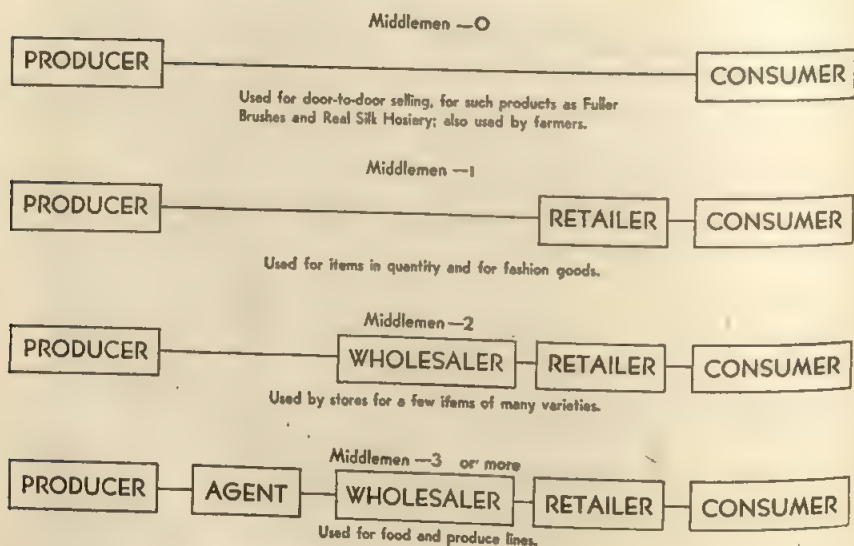 Middlemen —0
PRODUCER CONSUMER
Used for door-to-door selling, for such products as Fuller
Brushes and Real Silk Hosiery; also used by farmers.
Middlemen —1
PRODUCER RETAILER CONSUMER
Used for items in quantity and for fashion goods.
Middlemen —2
PRODUCER WHOLESALER RETAILER CONSUMER
Used by stores for a few items of many varieties.
Middlemen —3 or more
PRODUCER AGENT WHOLESALER RETAILER CONSUMER
Used for food and produce lines.